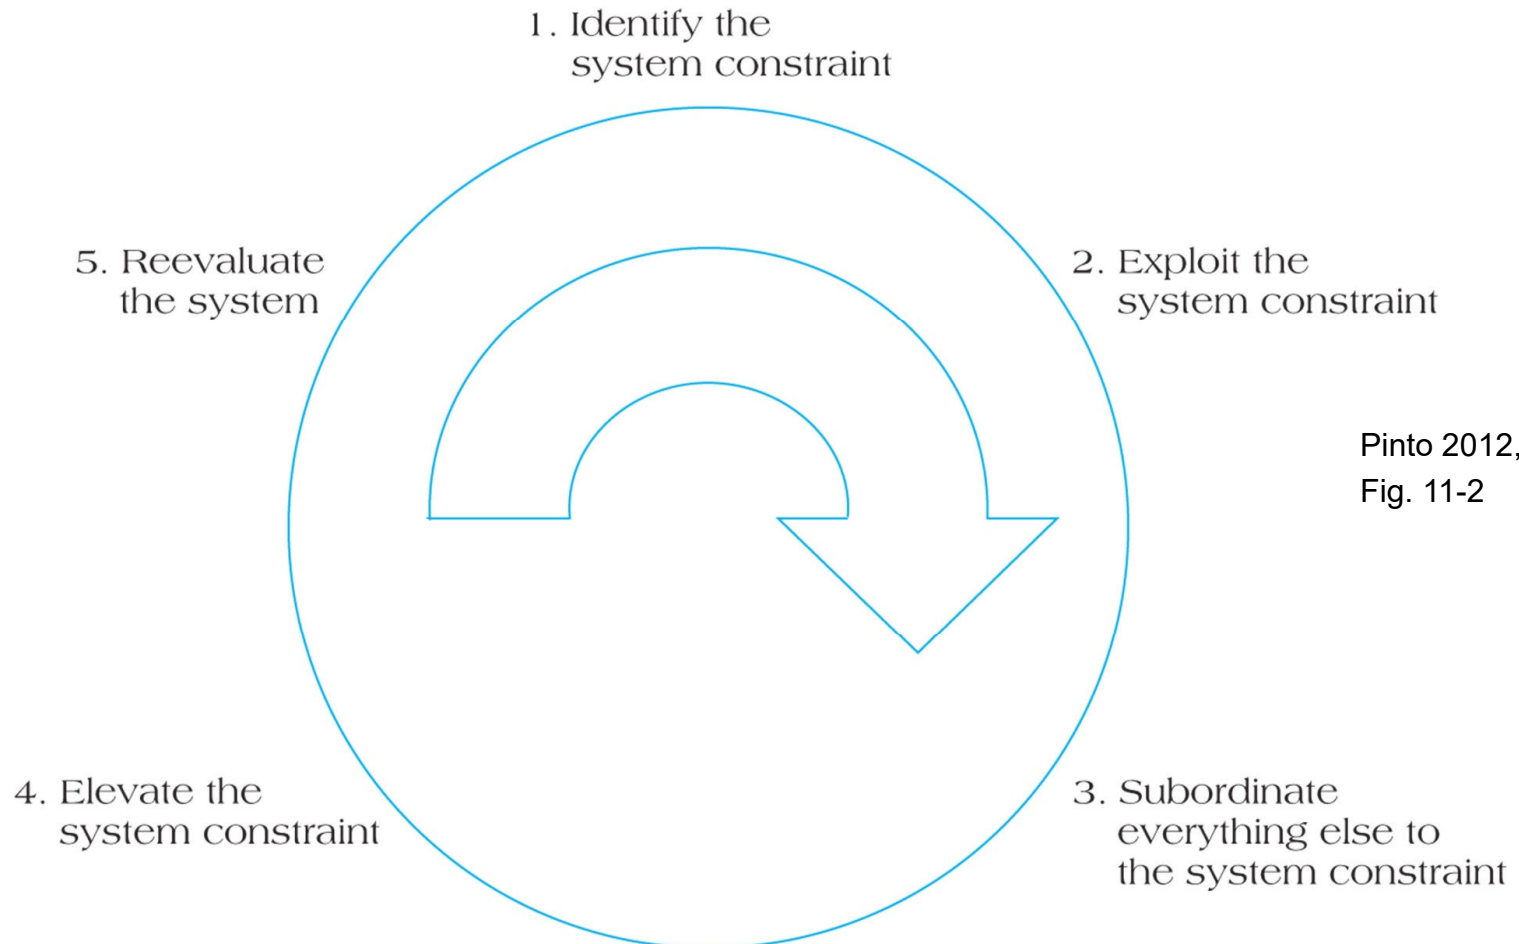 1. Identify the
system constraint
2. Exploit the
system constraint
3. Subordinate
everything else to
the system constraint
4. Elevate the
system constraint
5. Reevaluate
the system
Pinto 2012,
Fig. 11-2